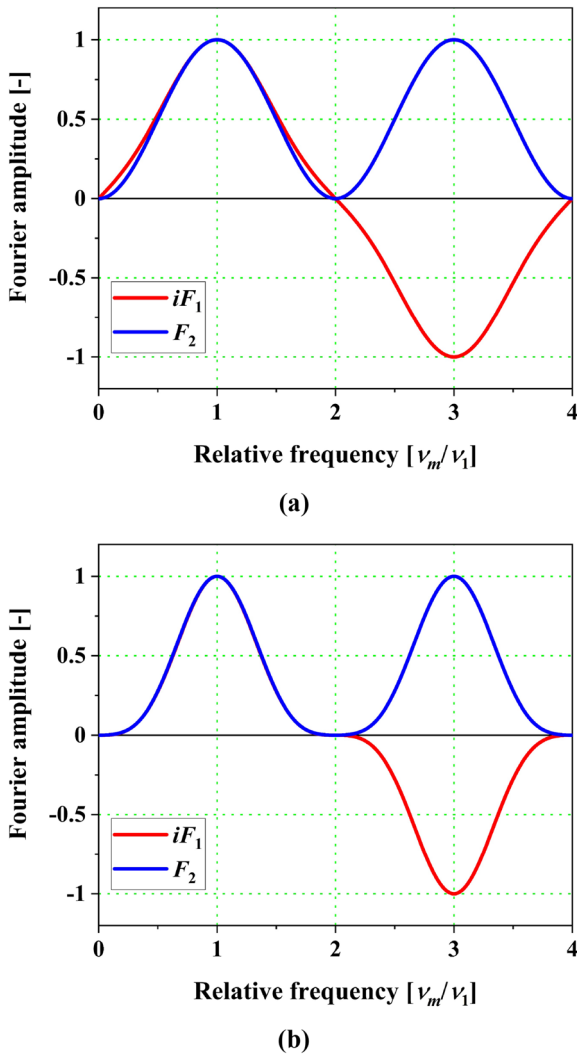 Fourier amplitude [-]
1
0.5
0
-0.5
-1
iF₁
F₂
0 1 2 3 4
Relative frequency [νₘ/ν₁]
(a)
Fourier amplitude [-]
1
0.5
0
-0.5
-1
iF₁
F₂
0 1 2 3 4
Relative frequency [νₘ/ν₁]
(b)